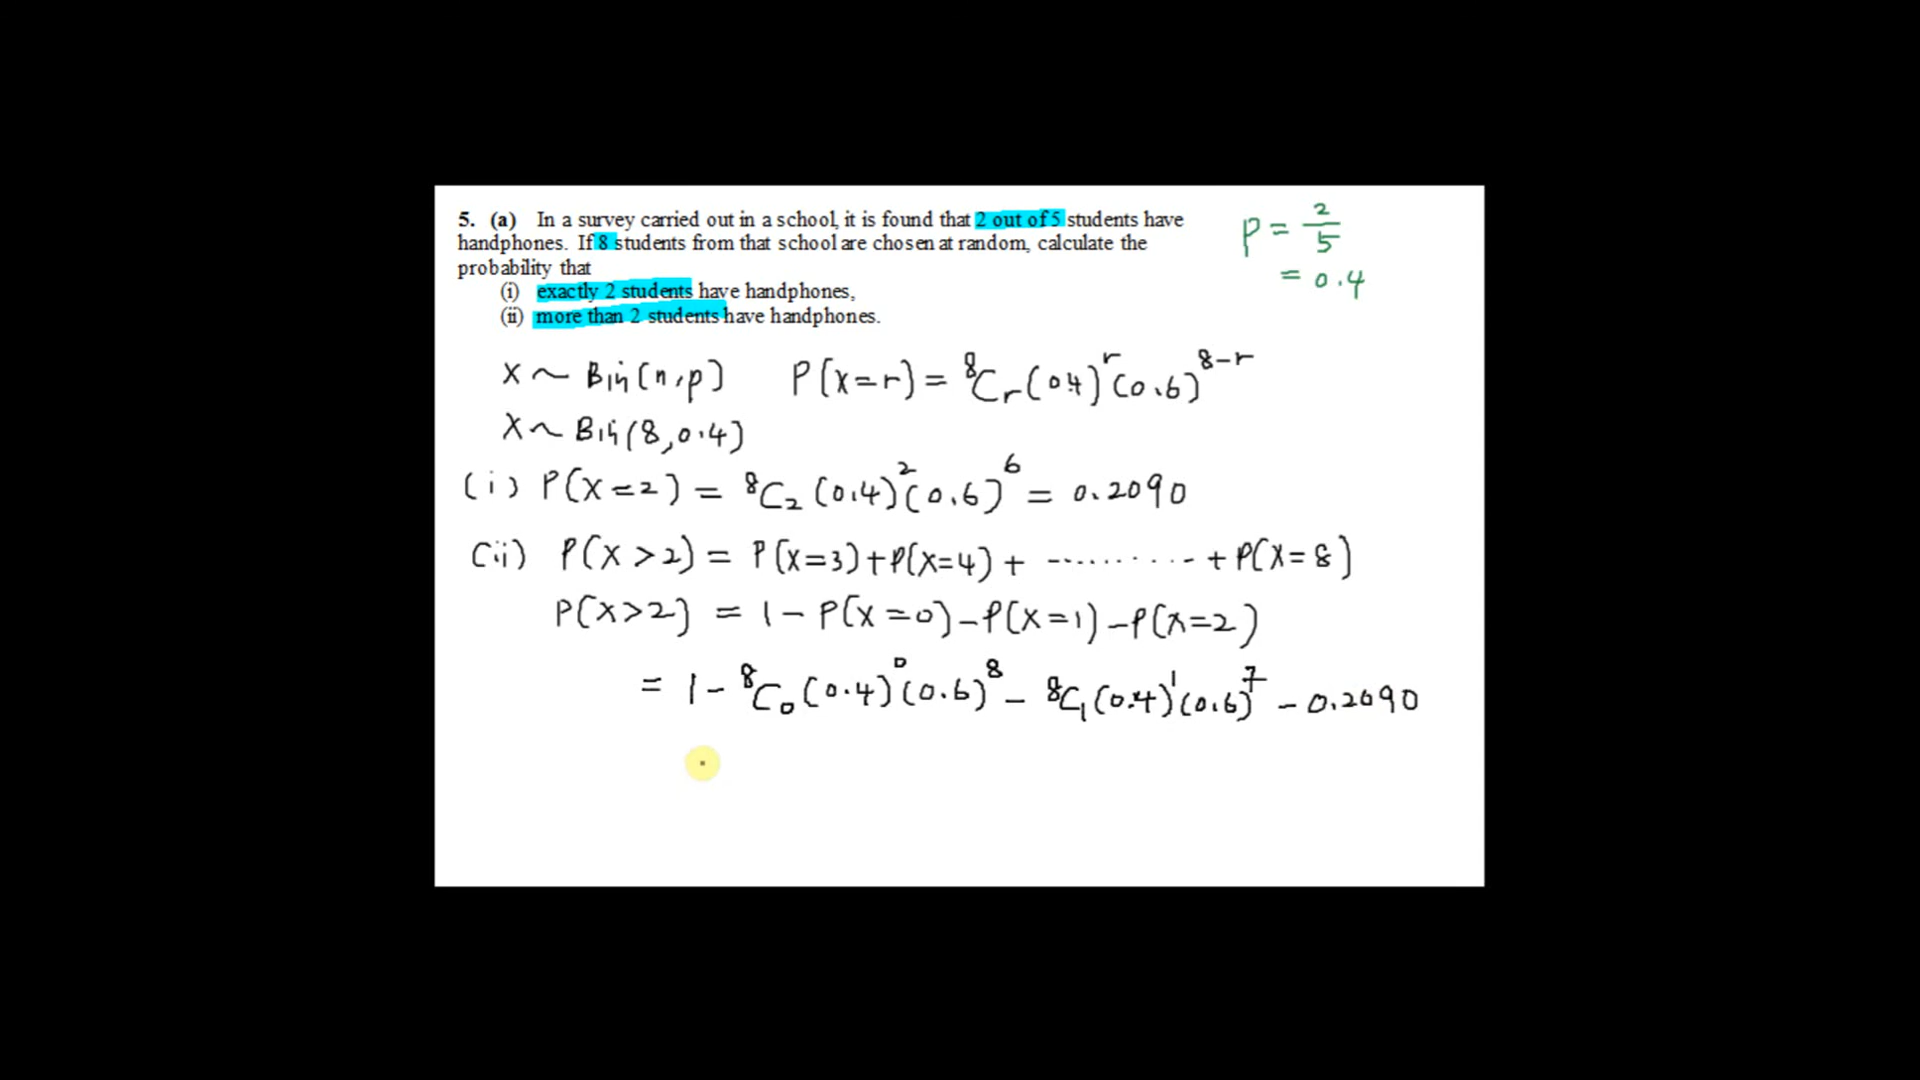 5. (a) In a survey carried out in a school, it is found that 2 out of 5 students have
handphones. If 8 students from that school are chosen at random, calculate the
probability that
(i) exactly 2 students have handphones,
(ii) more than 2 students have handphones.
P = 2/5
= 0.4
X ~ Bin(n,p) P(X=r) = ⁸Cᵣ(0.4)^r(0.6)^(8-r)
X ~ Bin(8,0.4)
(i) P(X=2) = ⁸C₂(0.4)²(0.6)⁶ = 0.2090
(ii) P(X>2) = P(X=3)+P(X=4)+ ........... +P(X=8)
P(X>2) = 1-P(X=0)-P(X=1)-P(X=2)
= 1-⁸C₀(0.4)⁰(0.6)⁸-⁸C₁(0.4)¹(0.6)⁷-0.2090